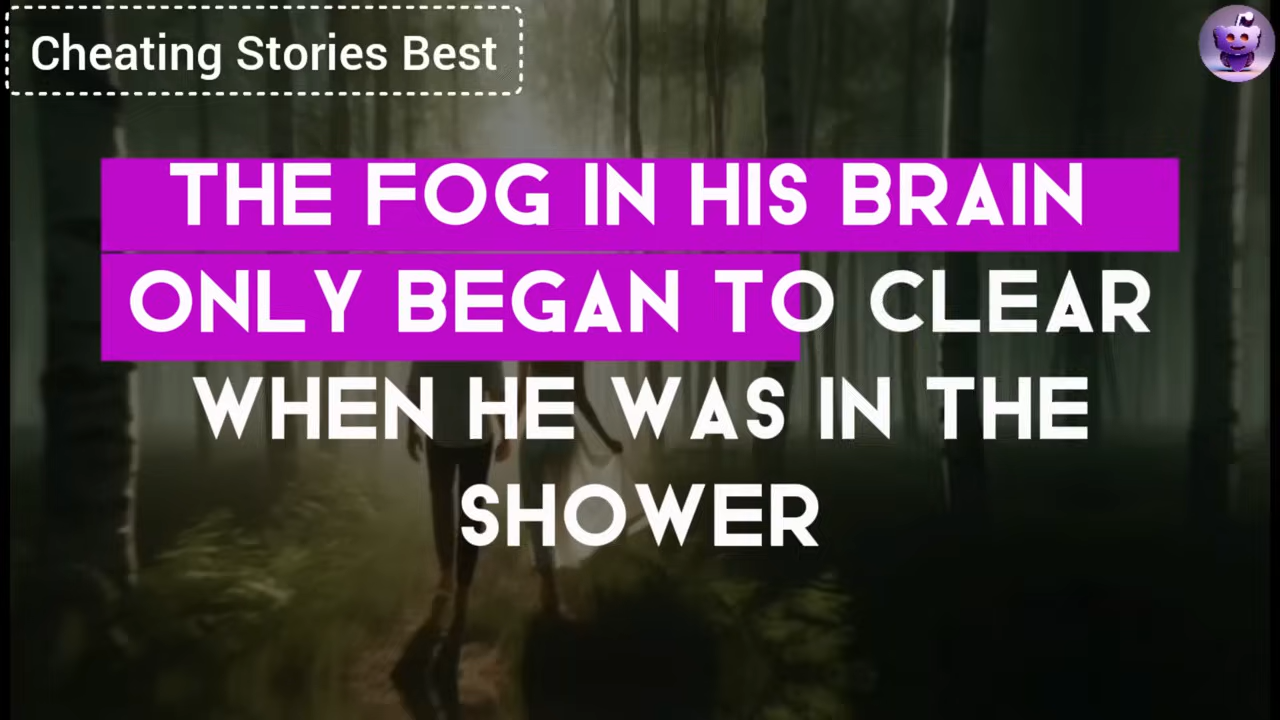 Cheating Stories Best
THE FOG IN HIS BRAIN
ONLY BEGAN TO CLEAR
WHEN HE WAS IN THE
SHOWER